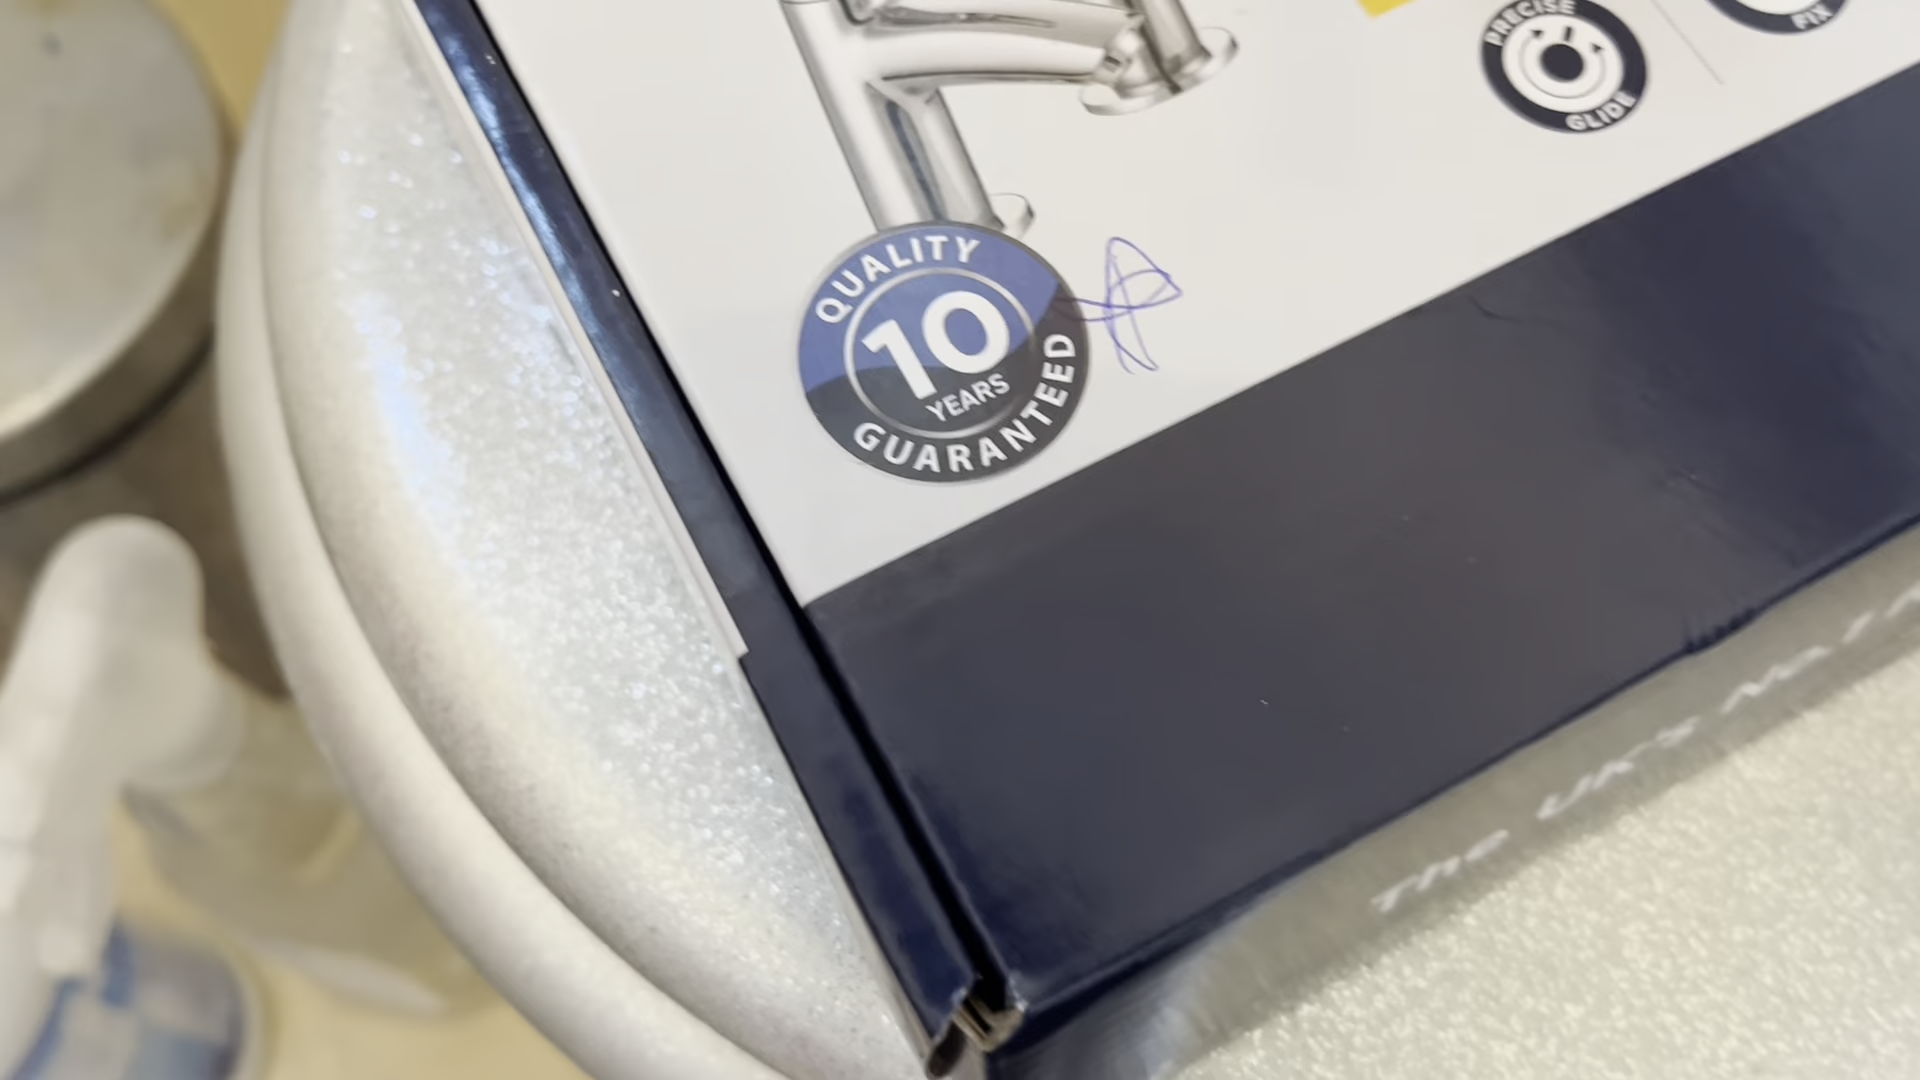 PRECISE
GLIDE
FIX
QUALITY
10
YEARS
GUARANTEED